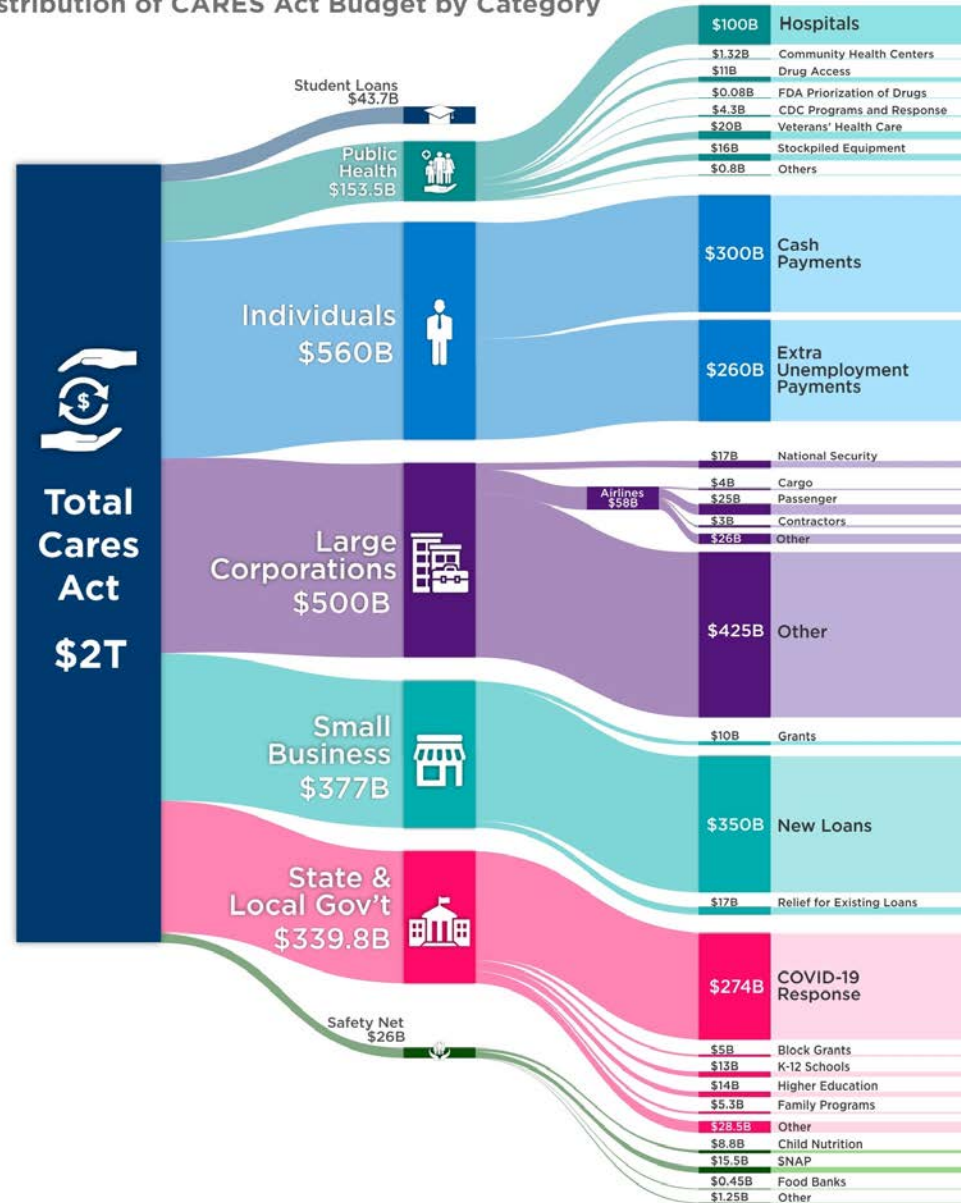 stribution of CARES Act Budget by Category
Total
Cares
Act
$2T
Student Loans
$43.7B
Public
Health
$153.5B
$100B Hospitals
$1.32B Community Health Centers
$11B Drug Access
$0.08B FDA Priorization of Drugs
$4.3B CDC Programs and Response
$20B Veterans' Health Care
$16B Stockpiled Equipment
$0.8B Others
Individuals
$560B
$300B Cash
Payments
$260B Extra
Unemployment
Payments
Large
Corporations
$500B
$17B National Security
Airlines
$58B
$4B Cargo
$25B Passenger
$3B Contractors
$26B Other
$425B Other
Small
Business
$377B
$10B Grants
$350B New Loans
$17B Relief for Existing Loans
State &
Local Gov't
$339.8B
$274B COVID-19
Response
$5B Block Grants
$13B K-12 Schools
$14B Higher Education
$5.3B Family Programs
$28.5B Other
Safety Net
$26B
$8.8B Child Nutrition
$15.5B SNAP
$0.45B Food Banks
$1.25B Other
$